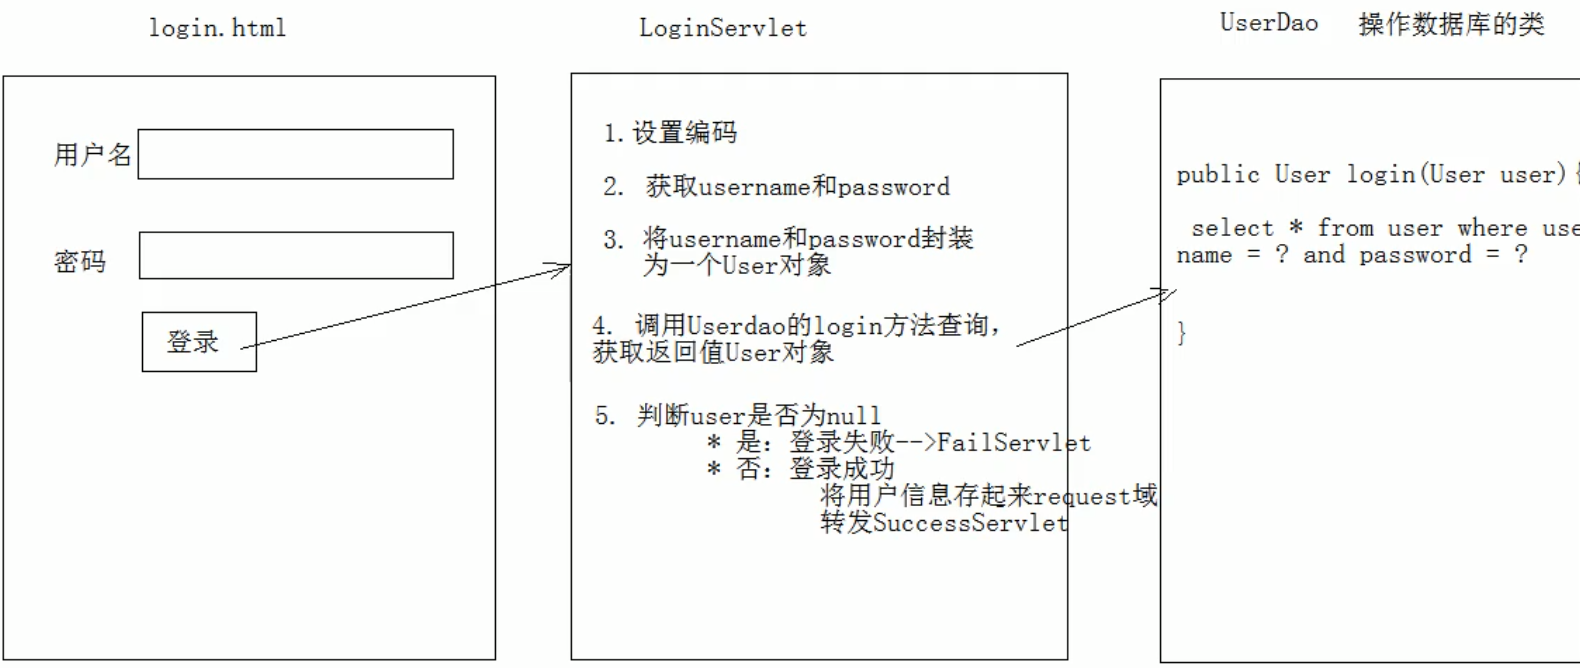 login.html
用户名
密码
登录
LoginServlet
1.设置编码
2. 获取username和password
3. 将username和password封装
为一个User对象
4. 调用Userdao的login方法查询,
获取返回值User对象
5. 判断user是否为null
* 是: 登录失败-->FailServlet
* 否: 登录成功
将用户信息存起来request域
转发SuccessServlet
UserDao 操作数据库的类
public User login(User user){
select * from user where use
name = ? and password = ?
}